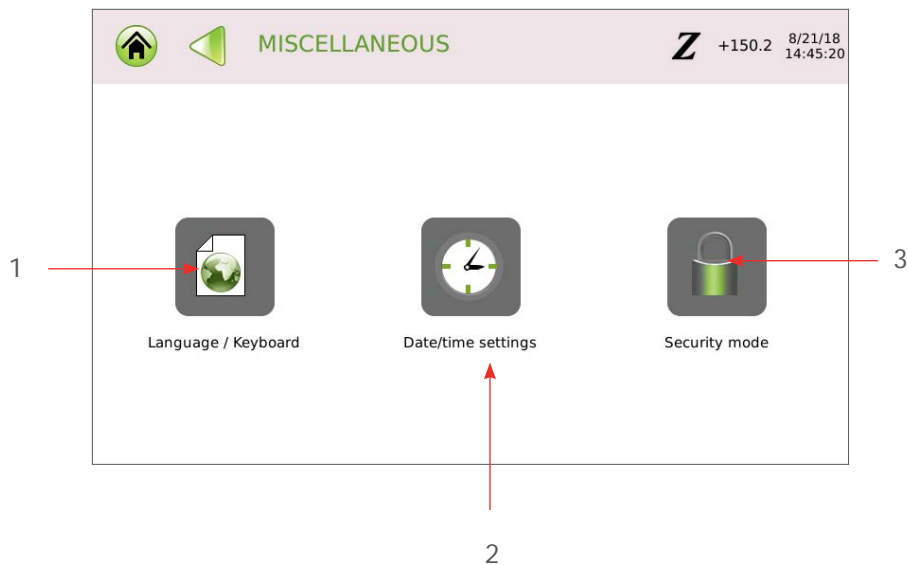 MISCELLANEOUS
Z +150.2 8/21/18
14:45:20
1
3
Language / Keyboard
Date/time settings
Security mode
2